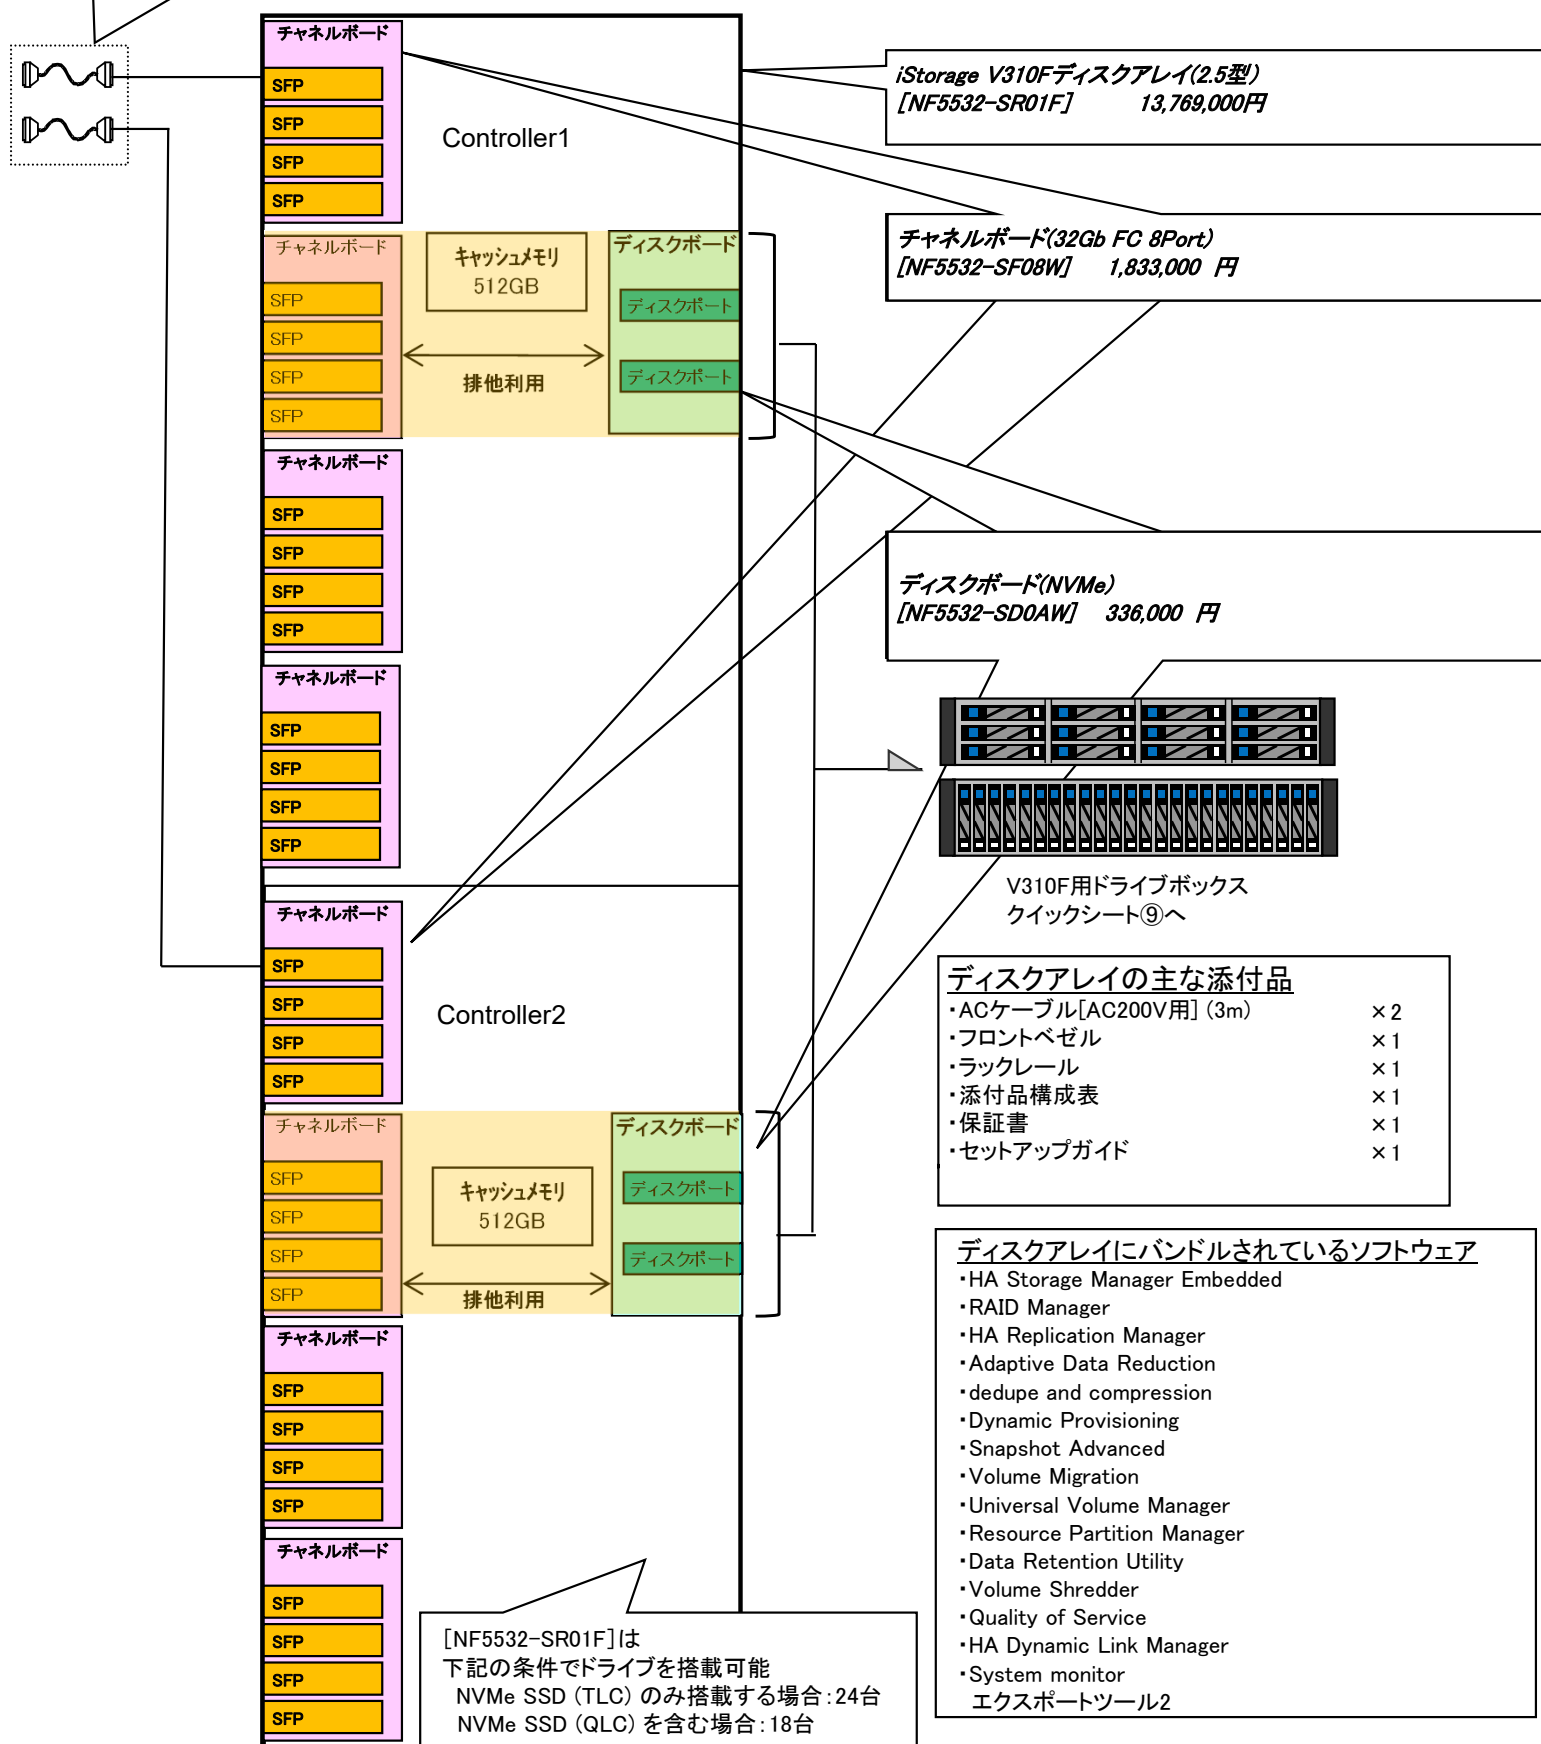 チャネルボード
SFP
SFP
SFP
SFP
Controller1
iStorage V310Fディスクアレイ(2.5型)
[NF5532-SR01F] 13,769,000円
チャネルボード(32Gb FC 8Port)
[NF5532-SF08W] 1,833,000 円
チャネルボード
SFP
SFP
SFP
SFP
キャッシュメモリ
512GB
排他利用
ディスクボード
ディスクポート
ディスクポート
チャネルボード
SFP
SFP
SFP
SFP
ディスクボード(NVMe)
[NF5532-SD0AW] 336,000 円
チャネルボード
SFP
SFP
SFP
SFP
V310F用ドライブボックス
クイックシート⑨へ
チャネルボード
SFP
SFP
SFP
SFP
Controller2
ディスクアレイの主な添付品
・ACケーブル[AC200V用] (3m) ×2
・フロントベゼル ×1
・ラックレール ×1
・添付品構成表 ×1
・保証書 ×1
・セットアップガイド ×1
チャネルボード
SFP
SFP
SFP
SFP
キャッシュメモリ
512GB
排他利用
ディスクボード
ディスクポート
ディスクポート
ディスクアレイにバンドルされているソフトウェア
・HA Storage Manager Embedded
・RAID Manager
・HA Replication Manager
・Adaptive Data Reduction
・dedupe and compression
・Dynamic Provisioning
・Snapshot Advanced
・Volume Migration
・Universal Volume Manager
・Resource Partition Manager
・Data Retention Utility
・Volume Shredder
・Quality of Service
・HA Dynamic Link Manager
・System monitor
エクスポートツール2
チャネルボード
SFP
SFP
SFP
SFP
チャネルボード
SFP
SFP
SFP
SFP
[NF5532-SR01F]は
下記の条件でドライブを搭載可能
NVMe SSD (TLC) のみ搭載する場合:24台
NVMe SSD (QLC) を含む場合:18台